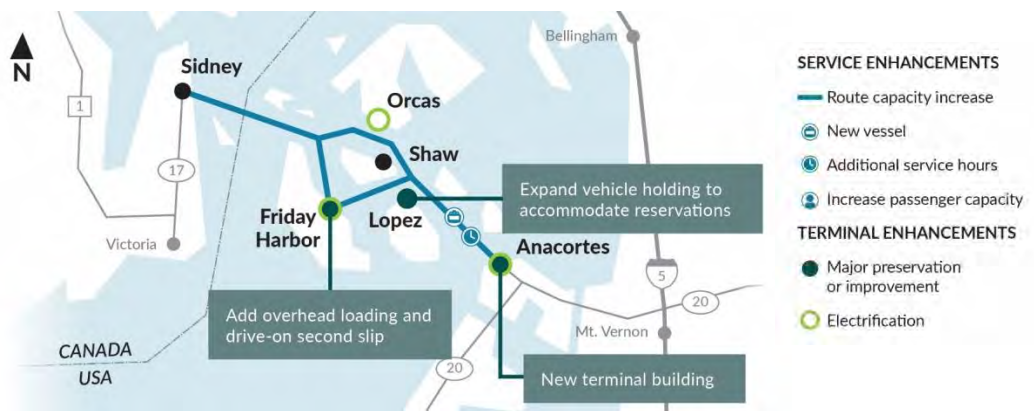 Bellingham
N
Sidney
1
Orcas
Shaw
17
Expand vehicle holding to
accommodate reservations
Friday
Harbor
Lopez
Victoria
Anacortes
5
20
Add overhead loading and
drive-on second slip
Mt. Vernon
20
CANADA
USA
New terminal building
SERVICE ENHANCEMENTS
Route capacity increase
New vessel
Additional service hours
Increase passenger capacity
TERMINAL ENHANCEMENTS
Major preservation
or improvement
Electrification